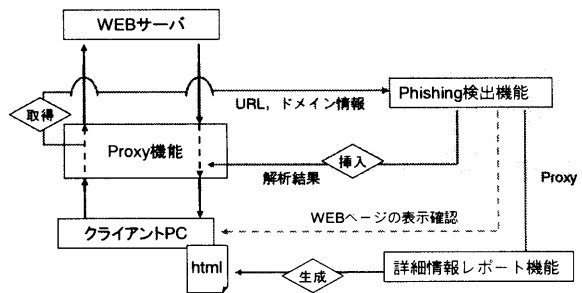 WEBサーバ
URL，ドメイン情報
Phishing検出機能
取得
Proxy機能
挿入
解析結果
Proxy
WEBページの表示確認
クライアントPC
html
生成
詳細情報レポート機能